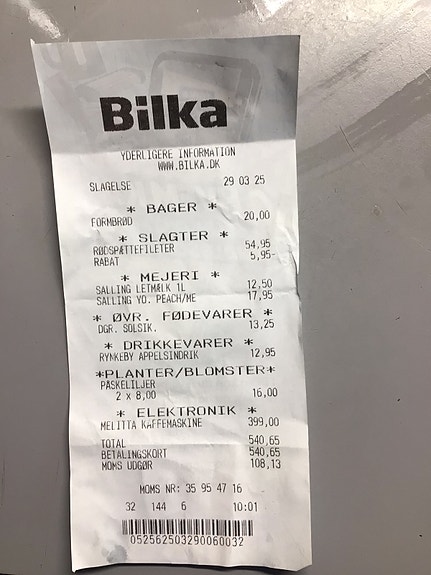 Bilka
YDERLIGERE INFORMATION
WWW.BILKA.DK
SLAGELSE 29 03 25
* BAGER *
FORMBRØD 20,00
* SLAGTER *
RØDSPÆTTEFILETER 54,95
RABAT 5,95-
* MEJERI *
SALLING LETMÆLK 1L 12,50
SALLING YO. PEACH/ME 17,95
* ØVR. FØDEVARER *
DGR. SOLSIK. 13,25
* DRIKKEVARER *
RYNKEBY APPELSINDRIK 12,95
*PLANTER/BLOMSTER*
PÅSKELILJER
2 x 8,00 16,00
* ELEKTRONIK *
MELITTA KAFFEMASKINE 399,00
TOTAL 540,65
BETALINGSKORT 540,65
MOMS UDGØR 108,13
MOMS NR: 35 95 47 16
32 144 6 10:01
052562503290060032